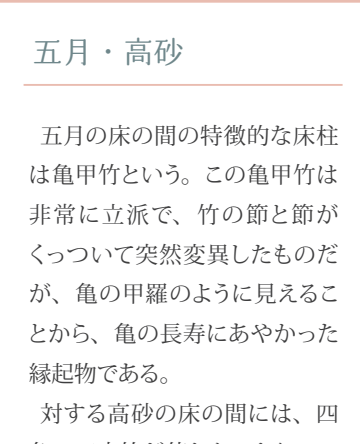 五月・高砂
五月の床の間の特徴的な床柱
は亀甲竹という。この亀甲竹は
非常に立派で、竹の節と節が
くっついて突然変異したものだ
が、亀の甲羅のように見えるこ
とから、亀の長寿にあやかった
縁起物である。
対する高砂の床の間には、四